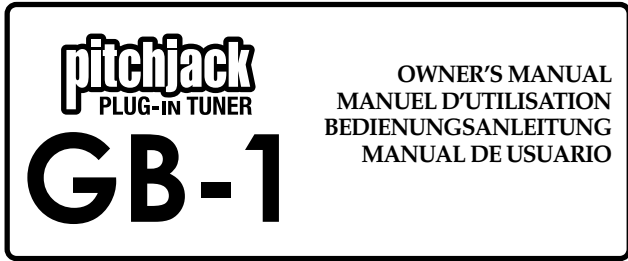 pitchjack
PLUG-IN TUNER
GB-1
OWNER'S MANUAL
MANUEL D'UTILISATION
BEDIENUNGSANLEITUNG
MANUAL DE USUARIO